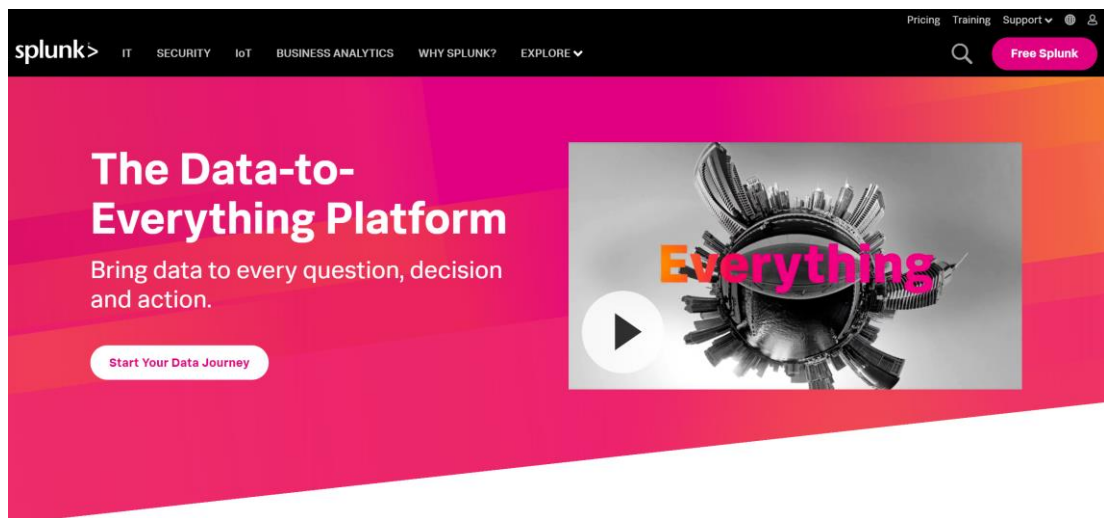 Pricing Training Support
splunk> IT SECURITY IoT BUSINESS ANALYTICS WHY SPLUNK? EXPLORE Free Splunk
The Data-to-
Everything Platform
Bring data to every question, decision
and action.
Everything
Start Your Data Journey